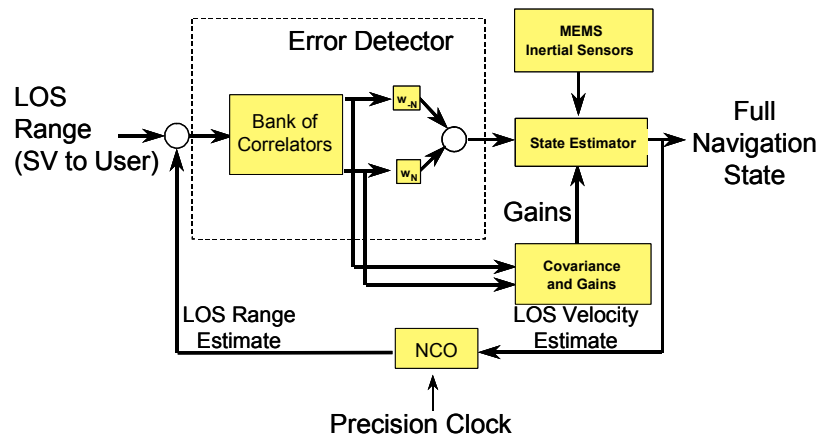 Error Detector
MEMS
Inertial Sensors
LOS
Range
(SV to User)
Bank of
Correlators
w-N
wN
State Estimator
Full
Navigation
State
Gains
Covariance
and Gains
LOS Range
Estimate
LOS Velocity
Estimate
NCO
Precision Clock